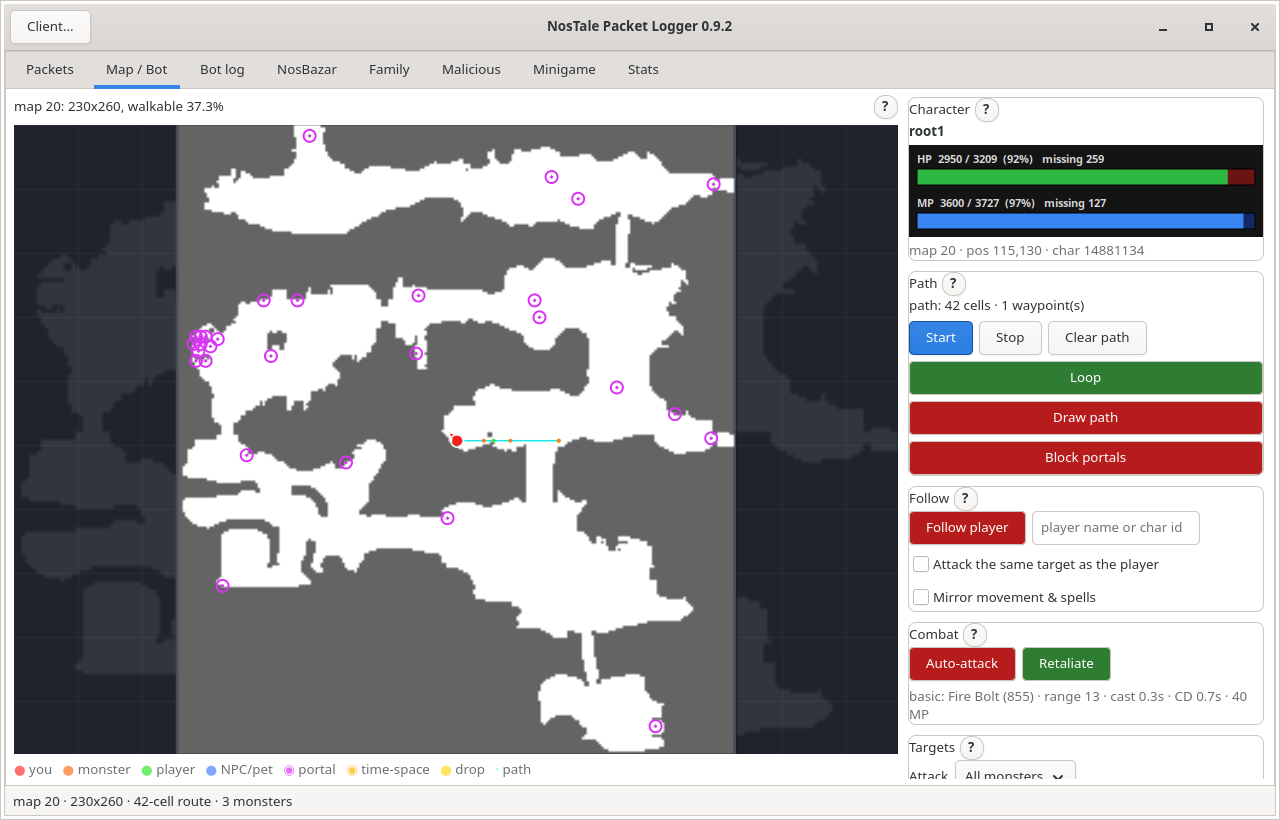 Client...
NosTale Packet Logger 0.9.2
Packets
Map / Bot
Bot log
NosBazar
Family
Malicious
Minigame
Stats
map 20: 230x260, walkable 37.3%
?
you
monster
player
NPC/pet
portal
time-space
drop
path
Character ?
root1
HP 2950 / 3209 (92%) missing 259
MP 3600 / 3727 (97%) missing 127
map 20 · pos 115,130 · char 14881134
Path ?
path: 42 cells · 1 waypoint(s)
Start Stop Clear path
Loop
Draw path
Block portals
Follow ?
Follow player player name or char id
Attack the same target as the player
Mirror movement & spells
Combat ?
Auto-attack Retaliate
basic: Fire Bolt (855) · range 13 · cast 0.3s · CD 0.7s · 40
MP
Targets ?
Attack All monsters
map 20 · 230x260 · 42-cell route · 3 monsters